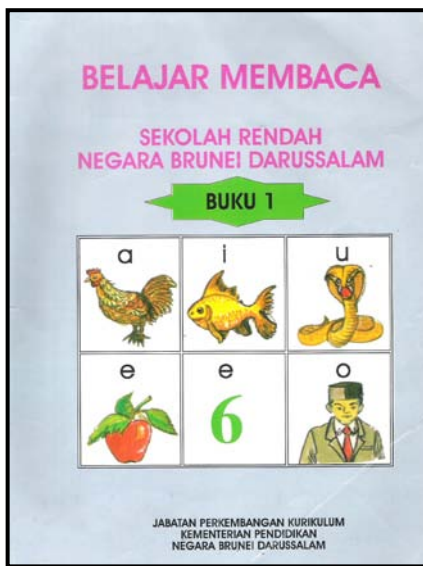 BELAJAR MEMBACA
SEKOLAH RENDAH
NEGARA BRUNEI DARUSSALAM
BUKU 1
a i u
e e o
6
JABATAN PERKEMBANGAN KURIKULUM
KEMENTERIAN PENDIDIKAN
NEGARA BRUNEI DARUSSALAM